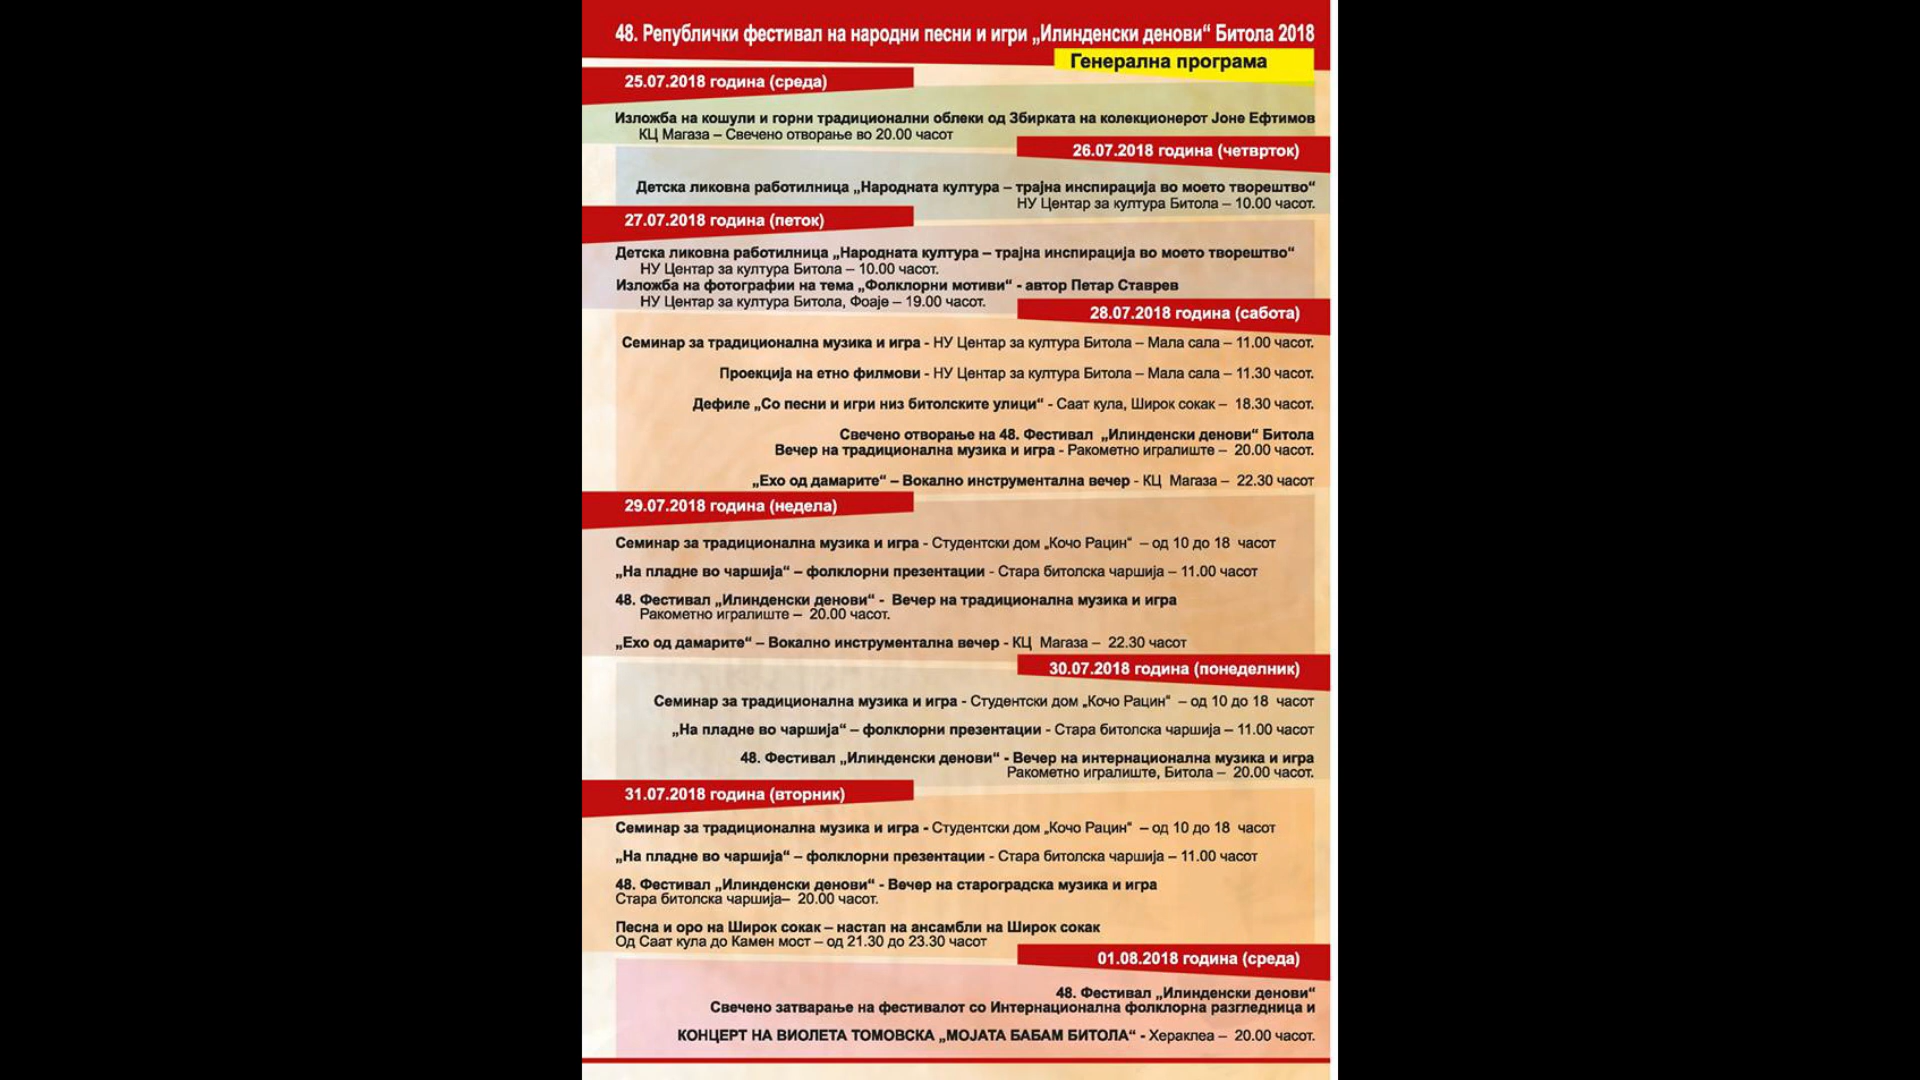 48. Републички фестивал на народни песни и игри „Илинденски денови“ Битола 2018
Генерална програма
25.07.2018 година (среда)
Изложба на кошули и горни традиционални облеки од Збирката на колекционерот Јоне Ефтимов
КЦ Магаза – Свечено отворање во 20.00 часот
26.07.2018 година (четврток)
Детска ликовна работилница „Народната култура – трајна инспирација во моето творештво“
НУ Центар за култура Битола – 10.00 часот.
27.07.2018 година (петок)
Детска ликовна работилница „Народната култура – трајна инспирација во моето творештво“
НУ Центар за култура Битола – 10.00 часот.
Изложба на фотографии на тема „Фолклорни мотиви“ - автор Петар Ставрев
НУ Центар за култура Битола, Фоаје – 19.00 часот.
28.07.2018 година (сабота)
Семинар за традиционална музика и игра - НУ Центар за култура Битола – Мала сала – 11.00 часот.
Проекција на етно филмови - НУ Центар за култура Битола – Мала сала – 11.30 часот.
Дефиле „Со песни и игри низ битолските улици“ - Саат кула, Широк сокак – 18.30 часот.
Свечено отворање на 48. Фестивал „Илинденски денови“ Битола
Вечер на традиционална музика и игра - Ракометно игралиште – 20.00 часот.
„Ехо од дамарите“ – Вокално инструментална вечер - КЦ Магаза – 22.30 часот
29.07.2018 година (недела)
Семинар за традиционална музика и игра - Студентски дом „Кочо Рацин“ – од 10 до 18 часот
„На пладне во чаршија“ – фолклорни презентации - Стара битолска чаршија – 11.00 часот
48. Фестивал „Илинденски денови“ - Вечер на традиционална музика и игра
Ракометно игралиште – 20.00 часот.
„Ехо од дамарите“ – Вокално инструментална вечер - КЦ Магаза – 22.30 часот
30.07.2018 година (понеделник)
Семинар за традиционална музика и игра - Студентски дом „Кочо Рацин“ – од 10 до 18 часот
„На пладне во чаршија“ – фолклорни презентации - Стара битолска чаршија – 11.00 часот
48. Фестивал „Илинденски денови“ - Вечер на интернационална музика и игра
Ракометно игралиште, Битола – 20.00 часот.
31.07.2018 година (вторник)
Семинар за традиционална музика и игра - Студентски дом „Кочо Рацин“ – од 10 до 18 часот
„На пладне во чаршија“ – фолклорни презентации - Стара битолска чаршија – 11.00 часот
48. Фестивал „Илинденски денови“ - Вечер на староградска музика и игра
Стара битолска чаршија– 20.00 часот.
Песна и оро на Широк сокак – настап на ансамбли на Широк сокак
Од Саат кула до Камен мост – од 21.30 до 23.30 часот
01.08.2018 година (среда)
48. Фестивал „Илинденски денови“
Свечено затварање на фестивалот со Интернационална фолклорна разгледница и
КОНЦЕРТ НА ВИОЛЕТА ТОМОВСКА „МОЈАТА БАБАМ БИТОЛА“ - Хераклеа – 20.00 часот.